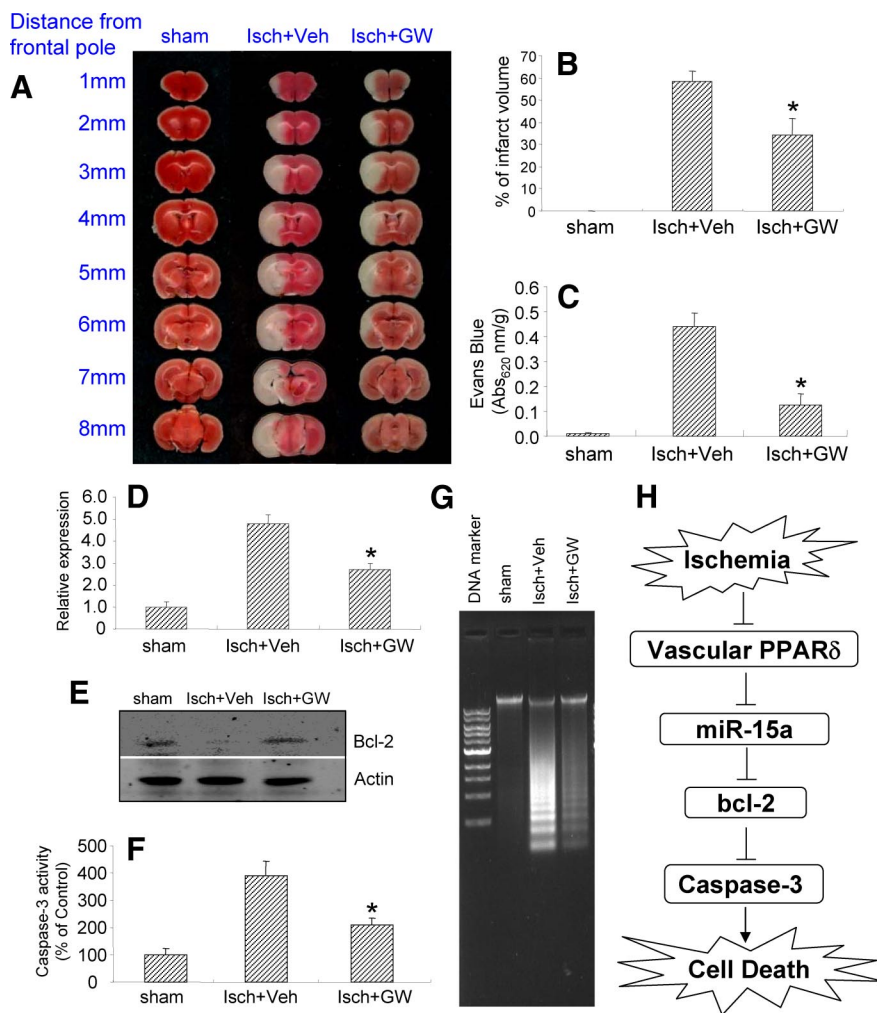 Distance from
frontal pole
sham Isch+Veh Isch+GW
A
1mm
2mm
3mm
4mm
5mm
6mm
7mm
8mm
B
% of infarct volume
70
60
50
40
30
20
10
0
*
sham Isch+Veh Isch+GW
C
Evans Blue
(Abs620 nm/g)
0.6
0.5
0.4
0.3
0.2
0.1
0.0
*
sham Isch+Veh Isch+GW
D
Relative expression
6.0
5.0
4.0
3.0
2.0
1.0
*
sham Isch+Veh Isch+GW
E
sham Isch+Veh Isch+GW
Bcl-2
Actin
F
Caspase-3 activity
(% of Control)
500
400
300
200
100
0
*
sham Isch+Veh Isch+GW
G
DNA marker
sham
Isch+Veh
Isch+GW
H
Ischemia
Vascular PPARδ
miR-15a
bcl-2
Caspase-3
Cell Death